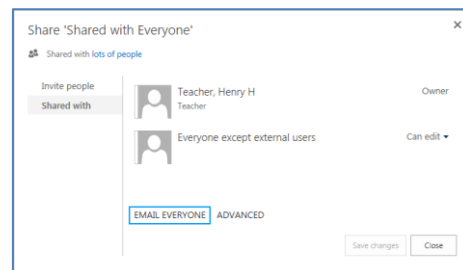 Share 'Shared with Everyone'
Shared with lots of people
Invite people
Shared with
Teacher, Henry H
Teacher
Owner
Everyone except external users
Can edit
EMAIL EVERYONE
ADVANCED
Save changes
Close